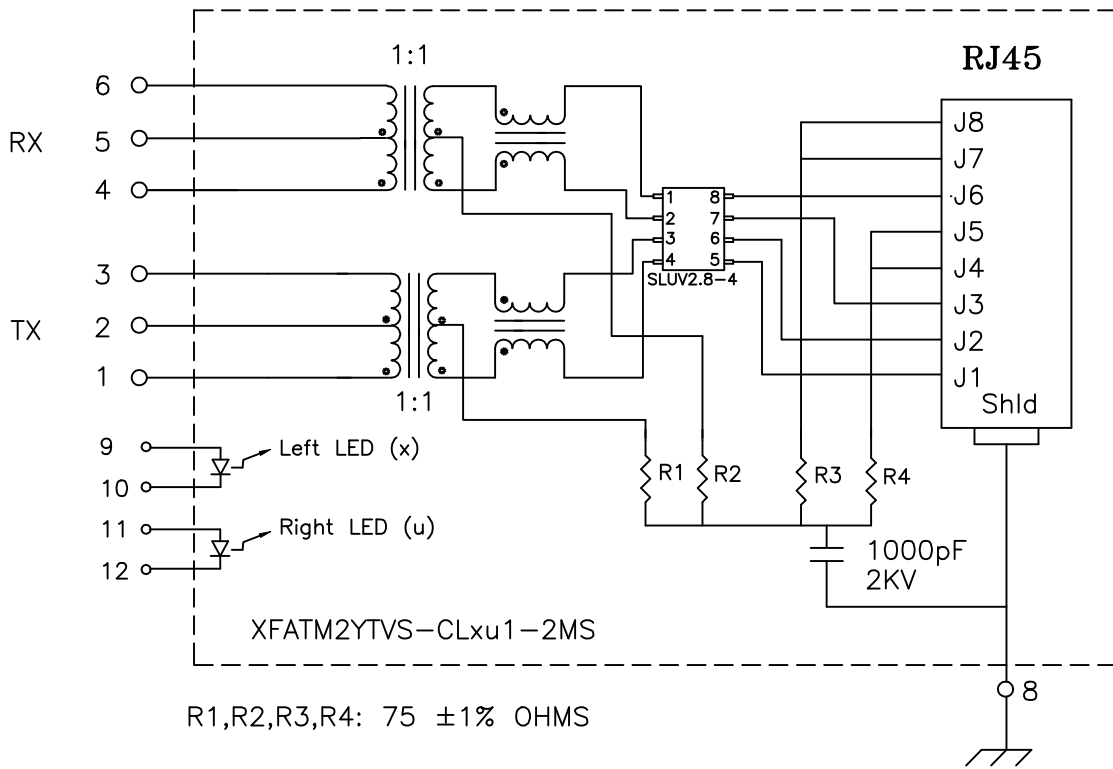 1:1
RJ45
RX
6
5
4
TX
3
2
1
1:1
1
2
3
4
8
7
6
5
SLUV2.8-4
J8
J7
J6
J5
J4
J3
J2
J1
Shld
9
10
Left LED (x)
11
12
Right LED (u)
R1
R2
R3
R4
1000pF
2KV
XFATM2YTVS-CLxu1-2MS
8
R1,R2,R3,R4: 75 ±1% OHMS